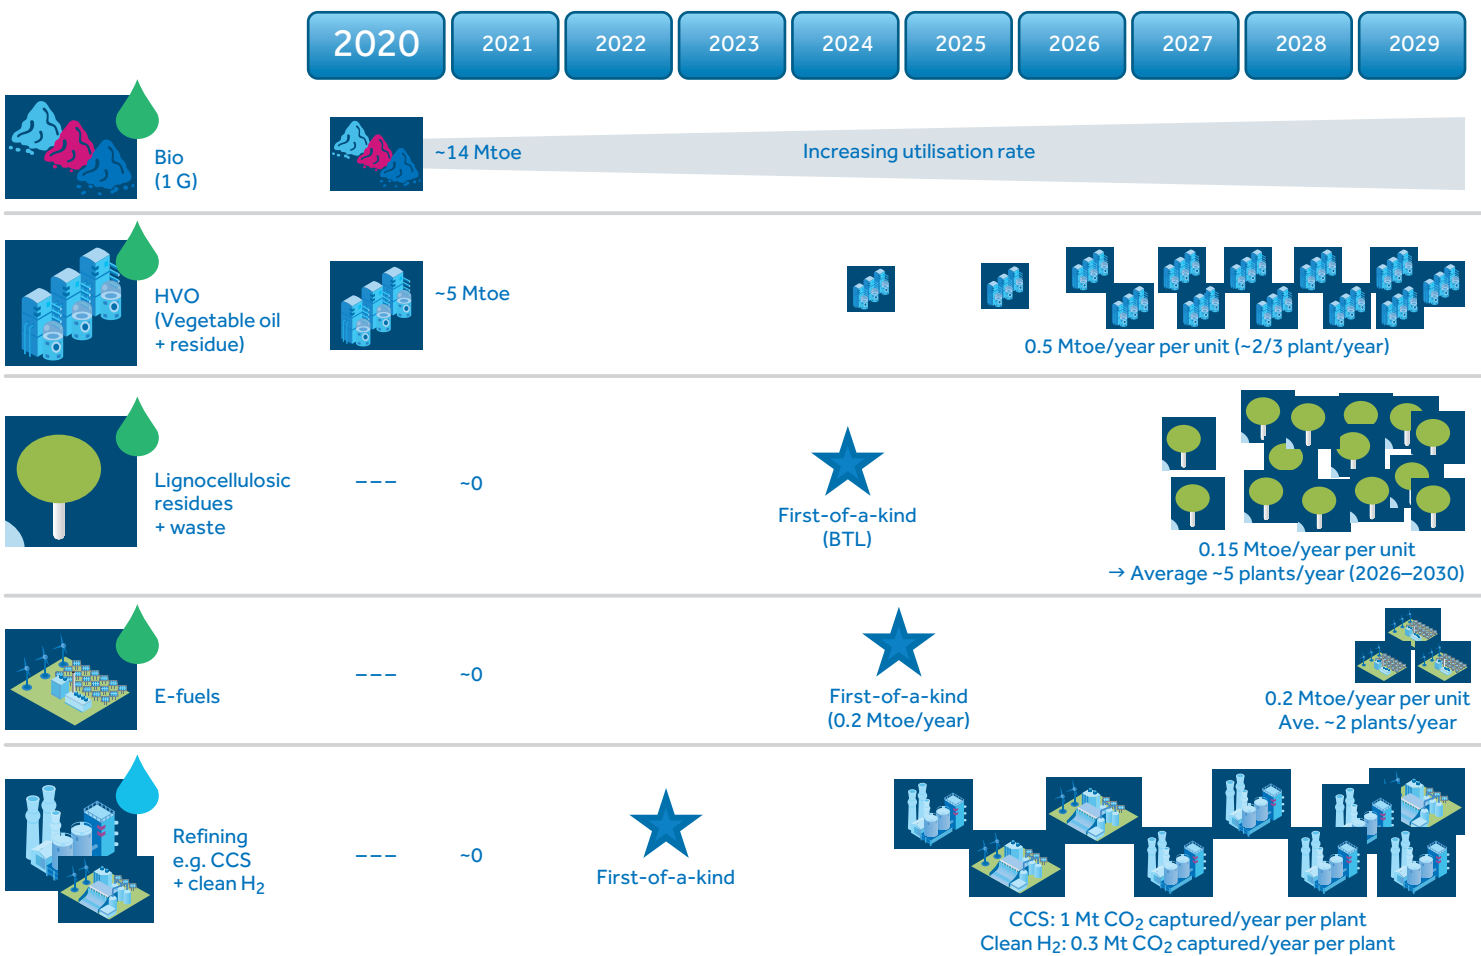 2020 2021 2022 2023 2024 2025 2026 2027 2028 2029
Bio
(1 G)
~14 Mtoe
Increasing utilisation rate
HVO
(Vegetable oil
+ residue)
~5 Mtoe
0.5 Mtoe/year per unit (~2/3 plant/year)
Lignocellulosic
residues
+ waste
--- ~0
First-of-a-kind
(BTL)
0.15 Mtoe/year per unit
→ Average ~5 plants/year (2026–2030)
E-fuels
--- ~0
First-of-a-kind
(0.2 Mtoe/year)
0.2 Mtoe/year per unit
Ave. ~2 plants/year
Refining
e.g. CCS
+ clean H₂
--- ~0
First-of-a-kind
CCS: 1 Mt CO₂ captured/year per plant
Clean H₂: 0.3 Mt CO₂ captured/year per plant